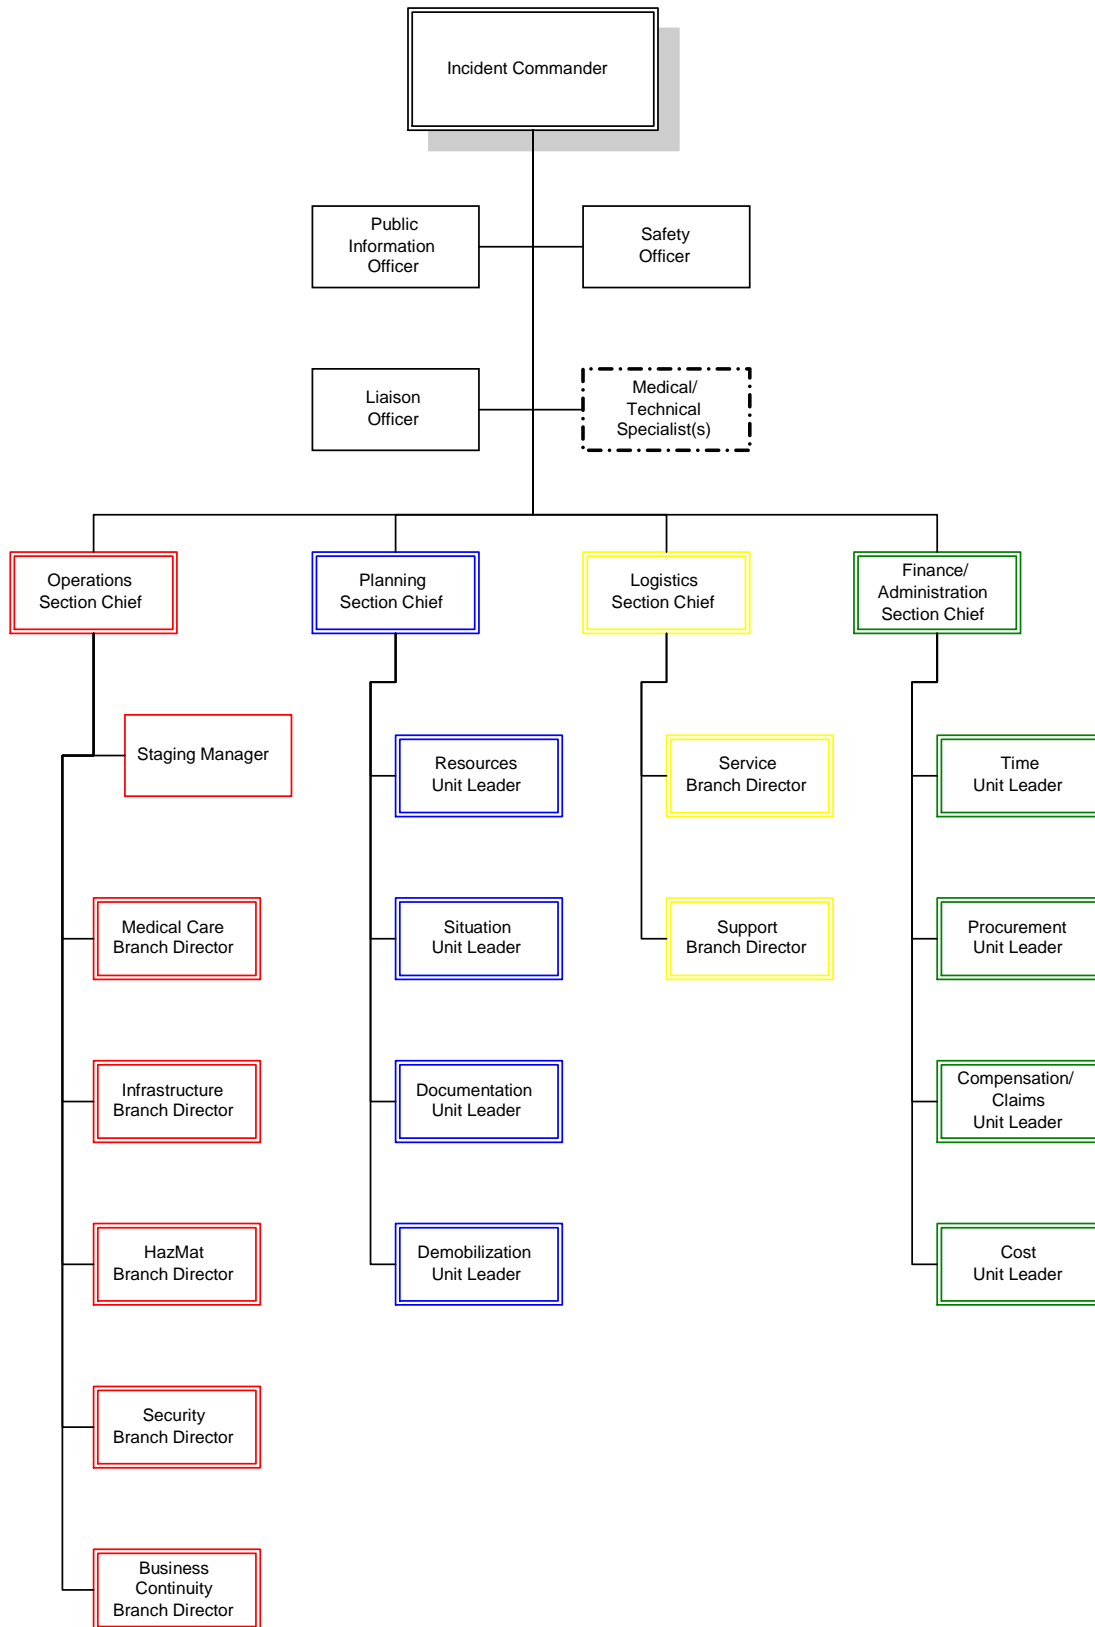 Incident Commander
Public
Information
Officer
Safety
Officer
Liaison
Officer
Medical/
Technical
Specialist(s)
Operations
Section Chief
Planning
Section Chief
Logistics
Section Chief
Finance/
Administration
Section Chief
Staging Manager
Resources
Unit Leader
Service
Branch Director
Time
Unit Leader
Medical Care
Branch Director
Situation
Unit Leader
Support
Branch Director
Procurement
Unit Leader
Infrastructure
Branch Director
Documentation
Unit Leader
Compensation/
Claims
Unit Leader
HazMat
Branch Director
Demobilization
Unit Leader
Cost
Unit Leader
Security
Branch Director
Business
Continuity
Branch Director